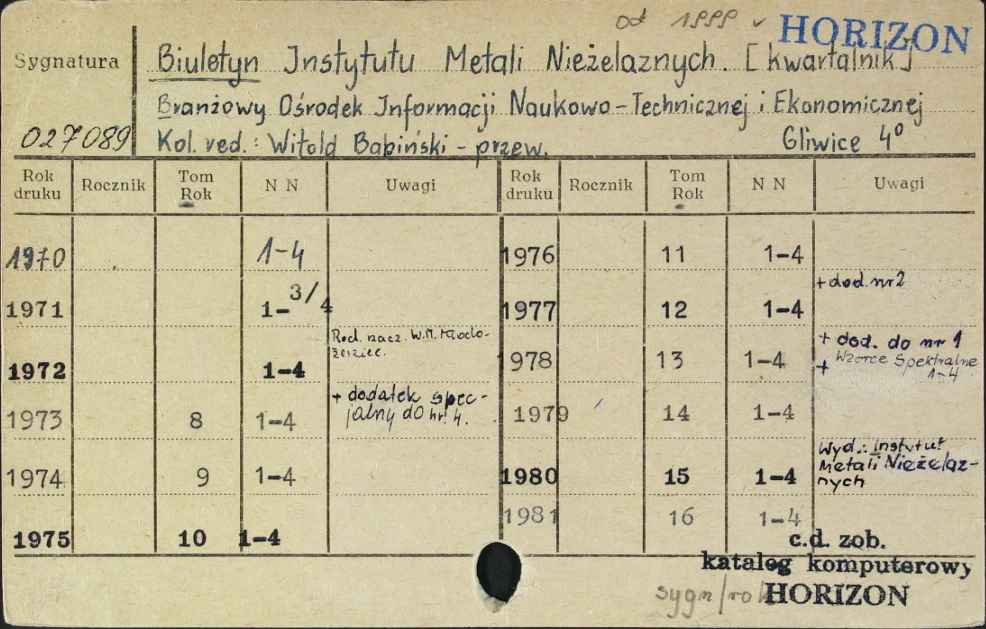 od 1999 ✓ HORIZON
Sygnatura
Biuletyn Instytutu Metali Nieżelaznych. [kwartalnik]
Branżowy Ośrodek Informacji Naukowo-Technicznej i Ekonomicznej
027089
Kol. red.: Witold Babiński - przew. Gliwice 4°
Rok druku Rocznik Tom Rok N N Uwagi Rok druku Rocznik Tom Rok N N Uwagi
1970 1-4 1976 11 1-4
+ dod. nr 2
1971 1-3/4 1977 12 1-4
Red. nacz. W.M.
1972 1-4 1978 13 1-4
+ dod. do nr 1
+ Wzorce Spektralne
1-4
+ dodatek spec-
jalny do nr. 4.
1973 8 1-4 1979 14 1-4
Wyd.: Instytut
Metali Nieżelaz-
nych
1974 9 1-4 1980 15 1-4
1975 10 1-4 1981 16 1-4
c.d. zob.
katalog komputerowy
sygn/rok HORIZON